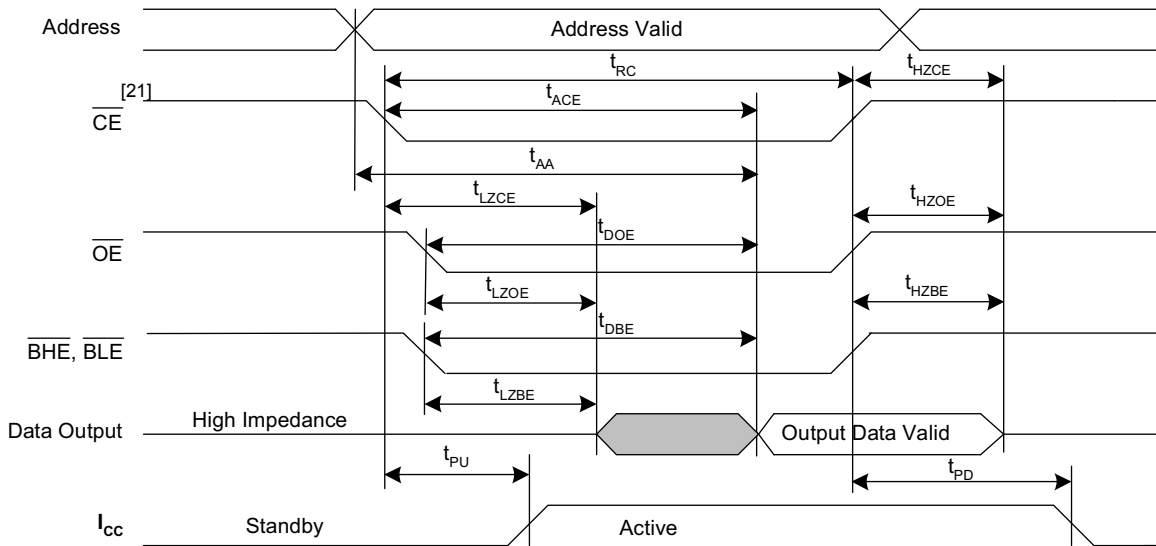 Address
Address Valid
tRC
tHZCE
[21]
CE
tACE
tAA
tLZCE
tHZOE
OE
tDOE
tLZOE
tHZBE
BHE, BLE
tDBE
tLZBE
Data Output
High Impedance
Output Data Valid
tPU
tPD
ICC
Standby
Active